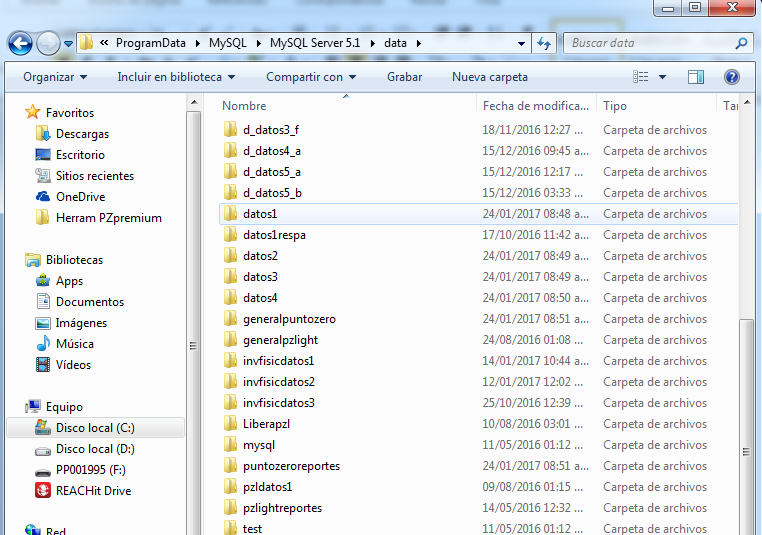 ProgramData MySQL MySQL Server 5.1 data Buscar data
Organizar Incluir en biblioteca Compartir con Grabar Nueva carpeta
Favoritos
Descargas
Escritorio
Sitios recientes
OneDrive
Herram PZpremium
Bibliotecas
Apps
Documentos
Imágenes
Música
Vídeos
Equipo
Disco local (C:)
Disco local (D:)
PP001995 (F:)
REACHit Drive
Red
Nombre Fecha de modifica... Tipo Tar
d_datos3_f 18/11/2016 12:27 ... Carpeta de archivos
d_datos4_a 15/12/2016 09:45 a... Carpeta de archivos
d_datos5_a 15/12/2016 12:17 ... Carpeta de archivos
d_datos5_b 15/12/2016 03:33 ... Carpeta de archivos
datos1 24/01/2017 08:48 a... Carpeta de archivos
datos1respa 17/10/2016 11:42 a... Carpeta de archivos
datos2 24/01/2017 08:49 a... Carpeta de archivos
datos3 24/01/2017 08:49 a... Carpeta de archivos
datos4 24/01/2017 08:50 a... Carpeta de archivos
generalpuntozero 24/01/2017 08:51 a... Carpeta de archivos
generalpzlight 24/08/2016 01:08 ... Carpeta de archivos
invfisicdatos1 14/01/2017 10:44 a... Carpeta de archivos
invfisicdatos2 12/01/2017 12:02 ... Carpeta de archivos
invfisicdatos3 25/10/2016 12:39 ... Carpeta de archivos
Liberapzl 10/08/2016 03:01 ... Carpeta de archivos
mysql 11/05/2016 01:12 ... Carpeta de archivos
puntozeroreportes 24/01/2017 08:51 a... Carpeta de archivos
pzldatos1 09/08/2016 01:15 ... Carpeta de archivos
pzlightreportes 14/05/2016 12:32 ... Carpeta de archivos
test 11/05/2016 01:12 ... Carpeta de archivos